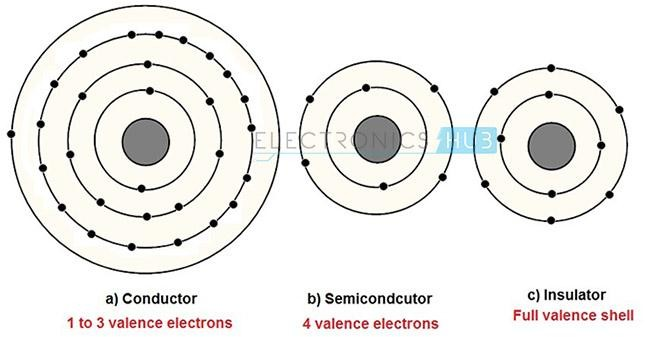 ELECTRONICS HUB
a) Conductor
1 to 3 valence electrons
b) Semicondcutor
4 valence electrons
c) Insulator
Full valence shell